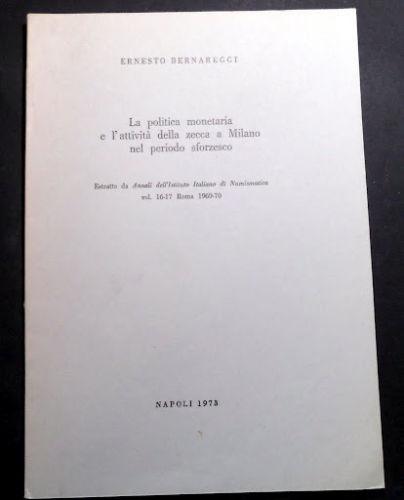 ERNESTO BERNAREGGI
La politica monetaria
e l'attività della zecca a Milano
nel periodo sforzesco
Estratto da Annali dell'Istituto Italiano di Numismatica
vol. 16-17 Roma 1969-70
NAPOLI 1973